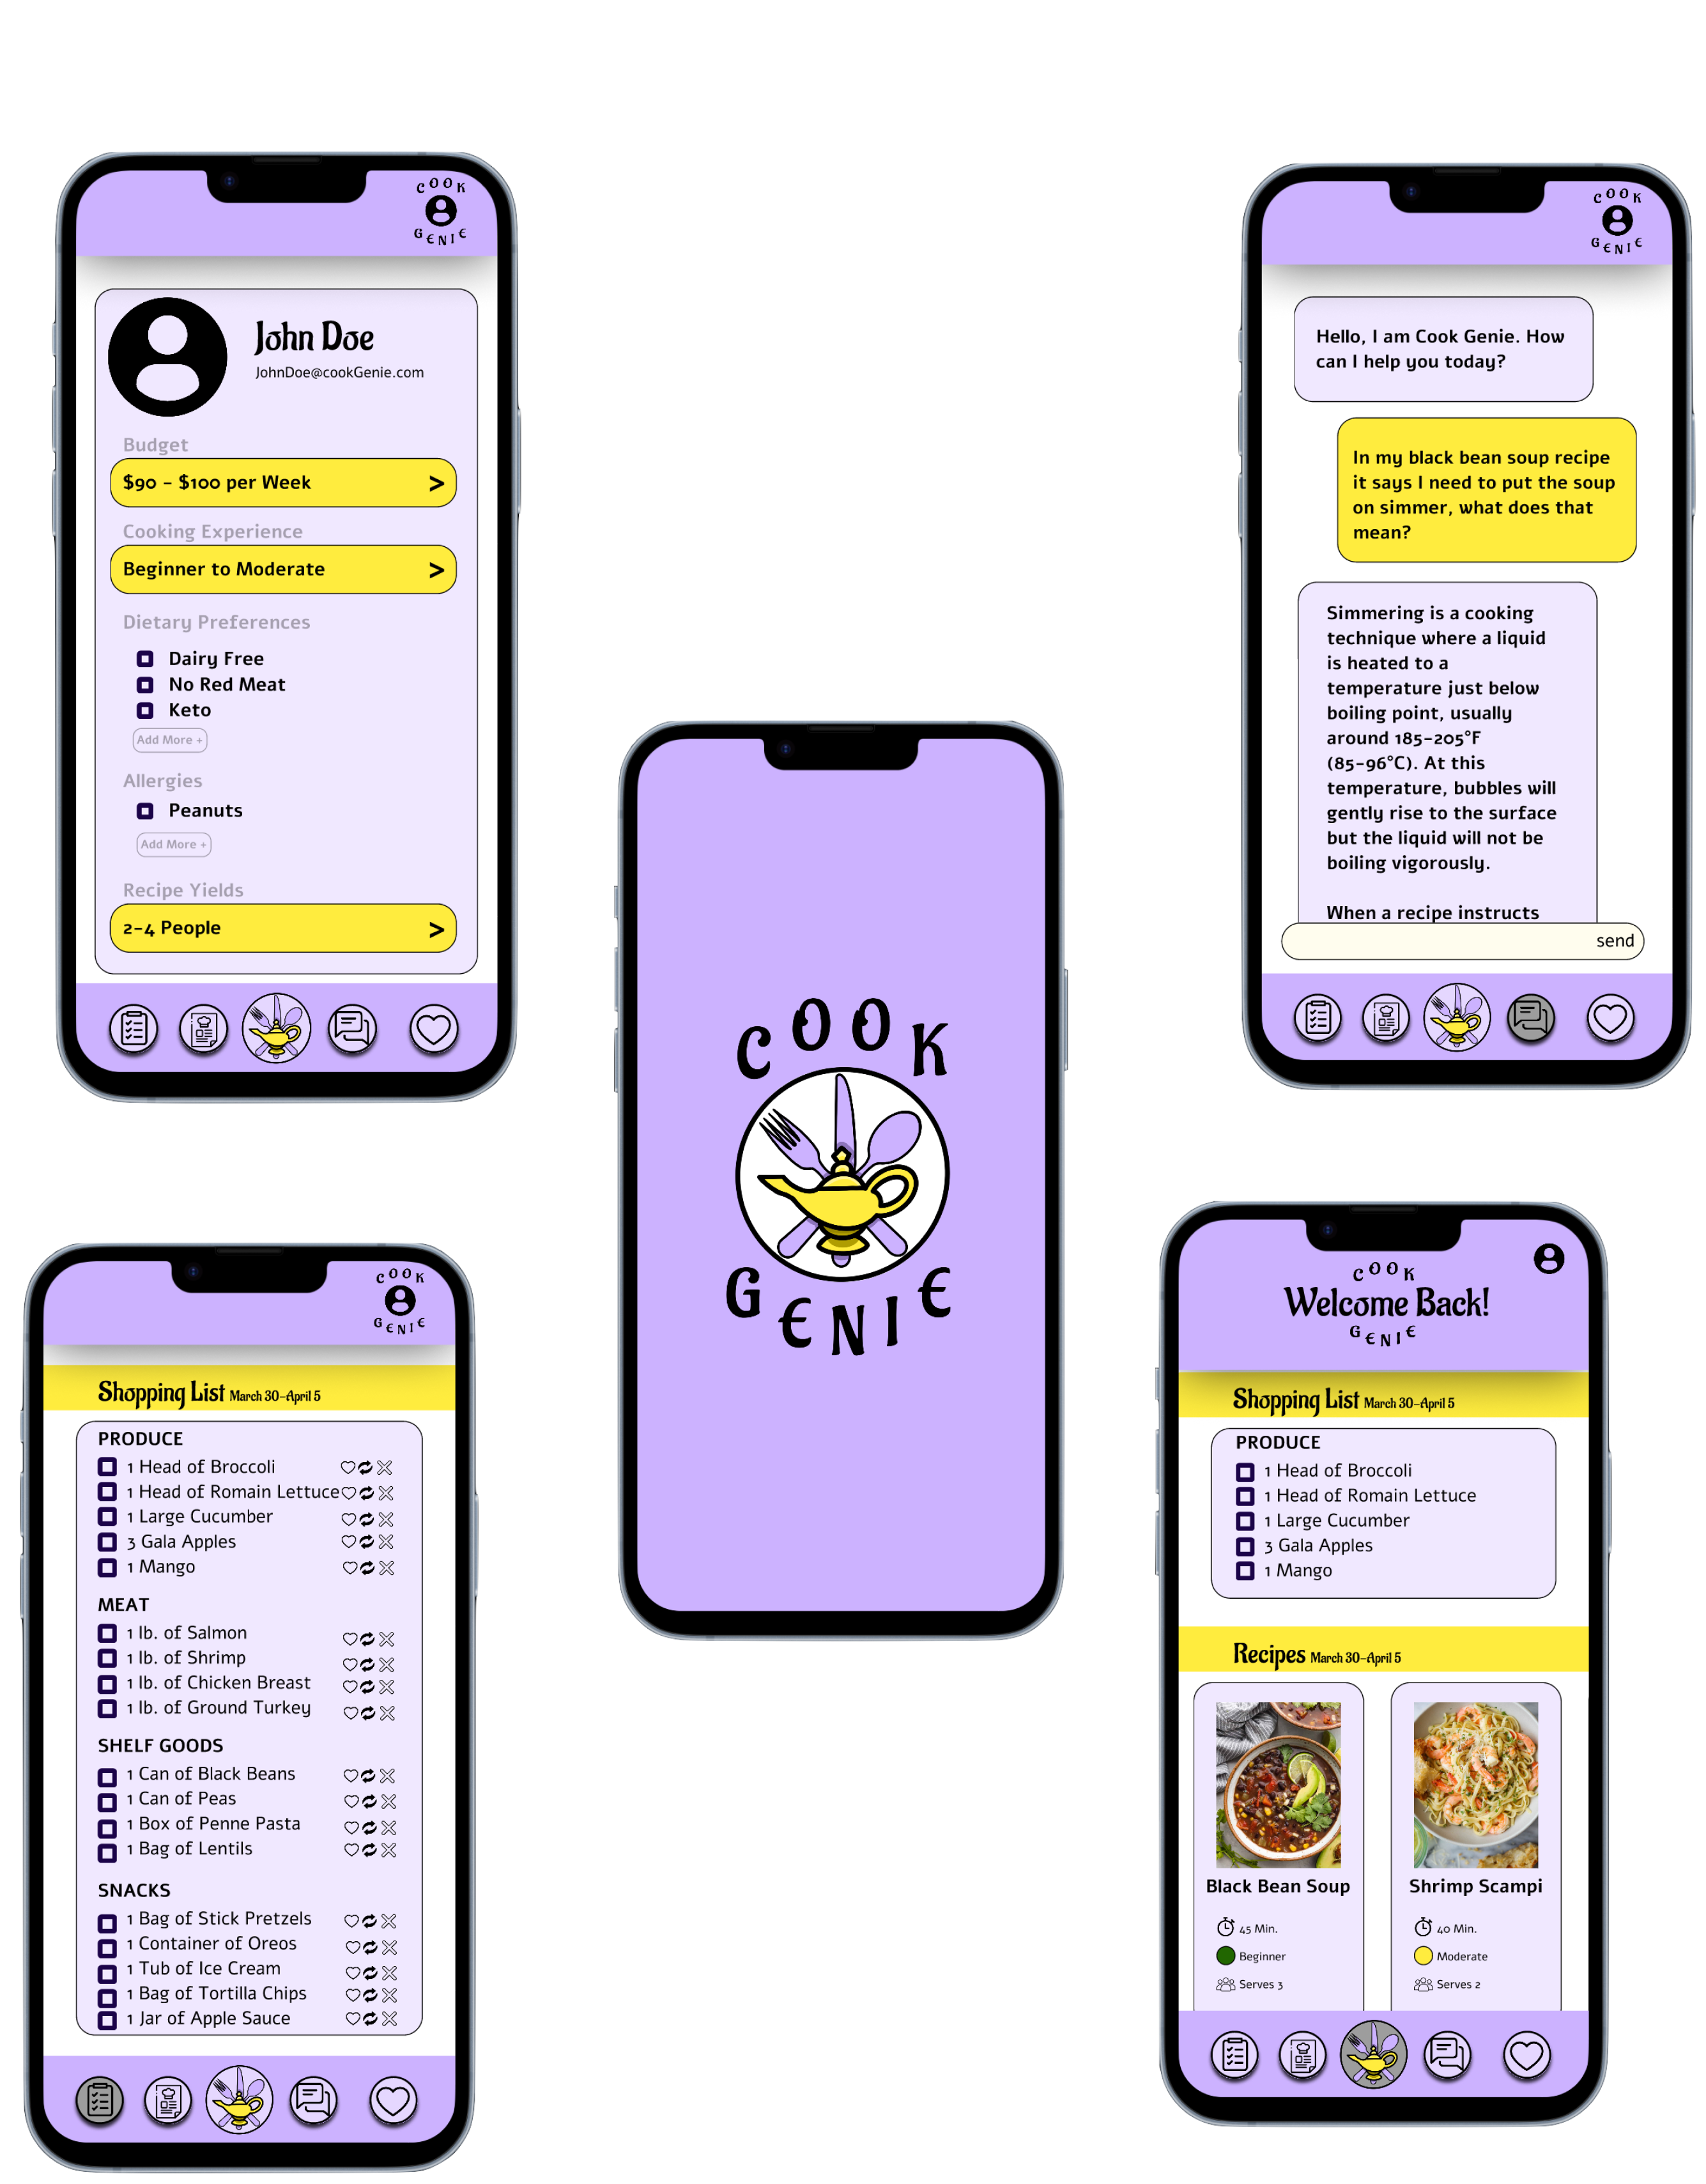 COOK
GENIE
John Doe
JohnDoe@cookGenie.com
Budget
$90 - $100 per Week >
Cooking Experience
Beginner to Moderate >
Dietary Preferences
Dairy Free
No Red Meat
Keto
Add More +
Allergies
Peanuts
Add More +
Recipe Yields
2-4 People >
COOK
GENIE
Hello, I am Cook Genie. How
can I help you today?
In my black bean soup recipe
it says I need to put the soup
on simmer, what does that
mean?
Simmering is a cooking
technique where a liquid
is heated to a
temperature just below
boiling point, usually
around 185-205°F
(85-96°C). At this
temperature, bubbles will
gently rise to the surface
but the liquid will not be
boiling vigorously.
When a recipe instructs
send
COOK
GENIE
COOK
GENIE
Shopping List March 30-April 5
PRODUCE
1 Head of Broccoli
1 Head of Romain Lettuce
1 Large Cucumber
3 Gala Apples
1 Mango
MEAT
1 lb. of Salmon
1 lb. of Shrimp
1 lb. of Chicken Breast
1 lb. of Ground Turkey
SHELF GOODS
1 Can of Black Beans
1 Can of Peas
1 Box of Penne Pasta
1 Bag of Lentils
SNACKS
1 Bag of Stick Pretzels
1 Container of Oreos
1 Tub of Ice Cream
1 Bag of Tortilla Chips
1 Jar of Apple Sauce
COOK
Welcome Back!
GENIE
Shopping List March 30-April 5
PRODUCE
1 Head of Broccoli
1 Head of Romain Lettuce
1 Large Cucumber
3 Gala Apples
1 Mango
Recipes March 30-April 5
Black Bean Soup
45 Min.
Beginner
Serves 3
Shrimp Scampi
40 Min.
Moderate
Serves 2